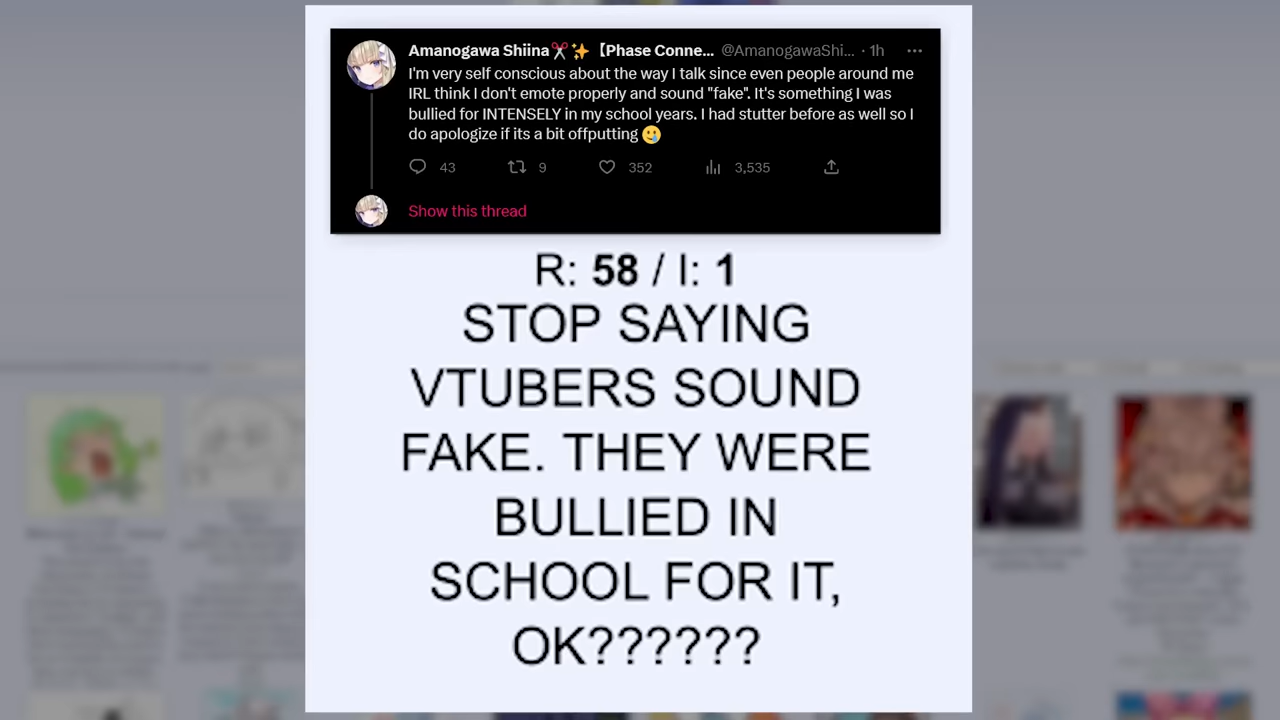 Amanogawa Shiina✂️✨【Phase Conne... @AmanogawaShi... · 1h ...
I'm very self conscious about the way I talk since even people around me
IRL think I don't emote properly and sound "fake". It's something I was
bullied for INTENSELY in my school years. I had stutter before as well so I
do apologize if its a bit offputting 🥲
43 9 352 3,535
Show this thread
R: 58 / I: 1
STOP SAYING
VTUBERS SOUND
FAKE. THEY WERE
BULLIED IN
SCHOOL FOR IT,
OK??????